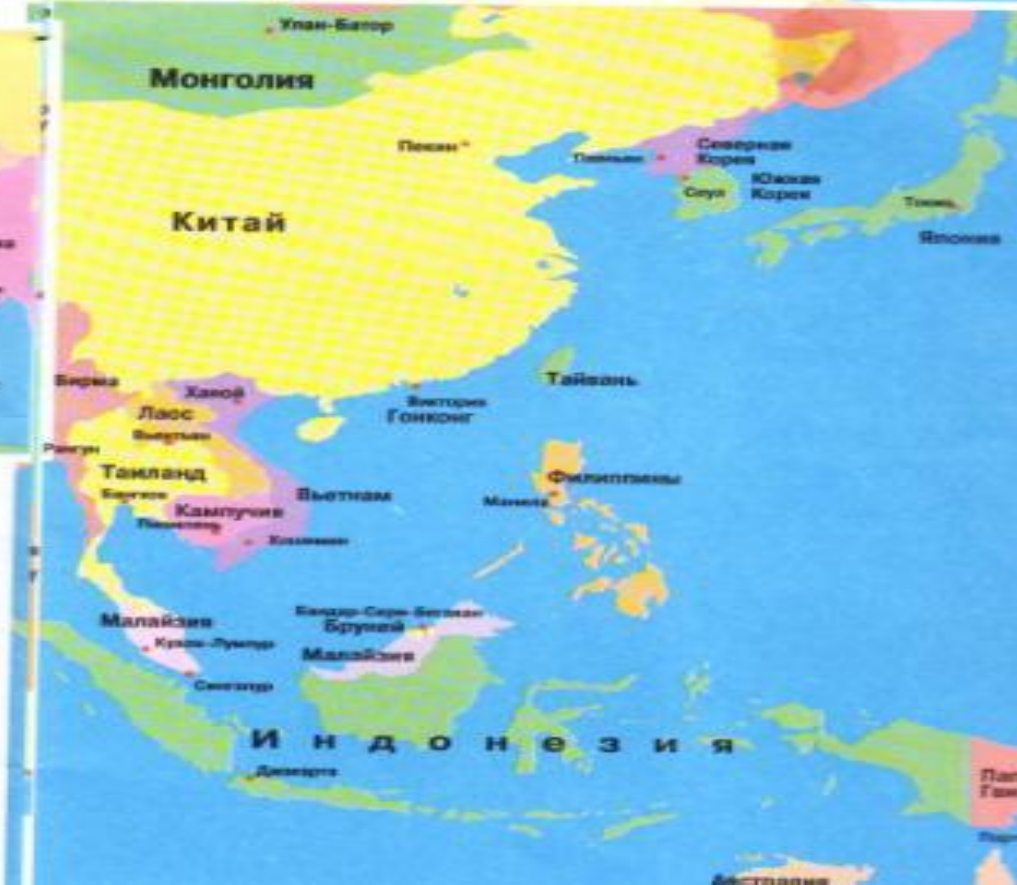 Улан-Батор
Монголия
Пекин
Пхеньян
Северная
Корея
Сеул
Южная
Корея
Токио
Япония
Китай
Тайвань
Бирма
Ханой
Виктория
Гонконг
Лаос
Вьентьян
Рангун
Таиланд
Бангкок
Вьетнам
Кампучия
Пномпень
Хошимин
Филиппины
Манила
Малайзия
Куала-Лумпур
Бандар-Сери-Бегаван
Бруней
Малайзия
Сингапур
Индонезия
Джакарта
Пап
Австралия